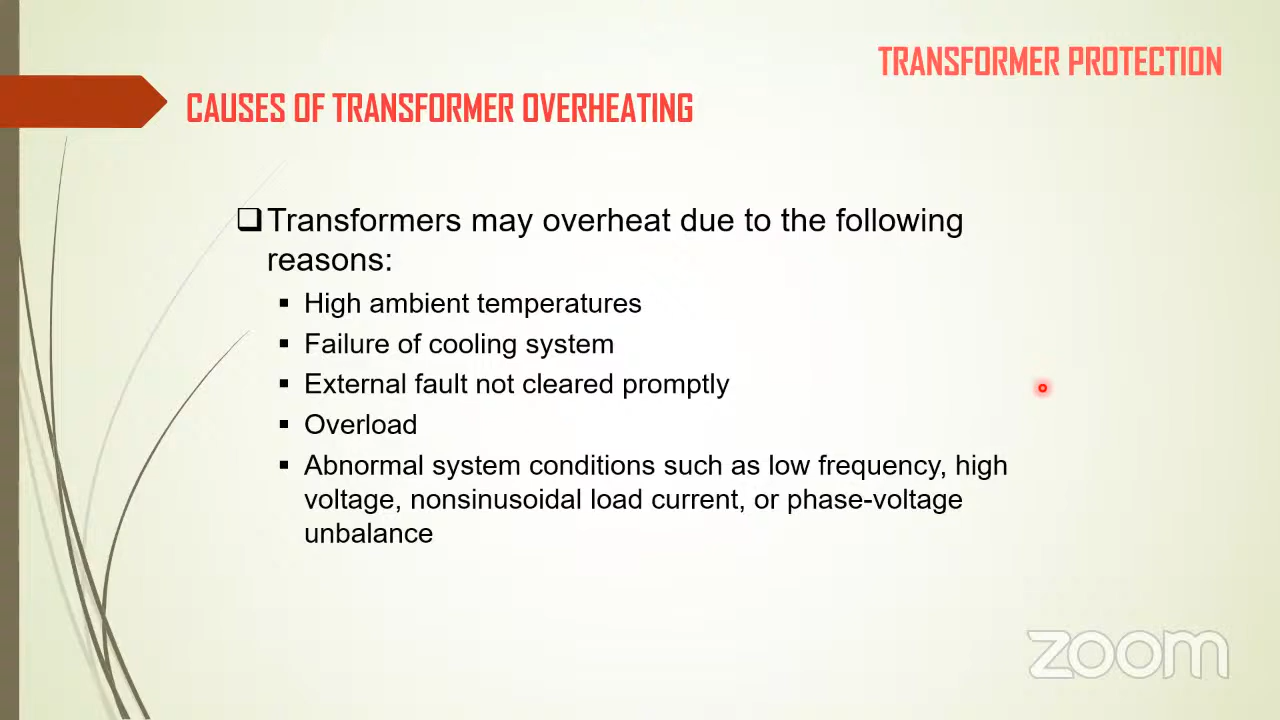 TRANSFORMER PROTECTION
CAUSES OF TRANSFORMER OVERHEATING
Transformers may overheat due to the following
reasons:
High ambient temperatures
Failure of cooling system
External fault not cleared promptly
Overload
Abnormal system conditions such as low frequency, high
voltage, nonsinusoidal load current, or phase-voltage
unbalance
zoom